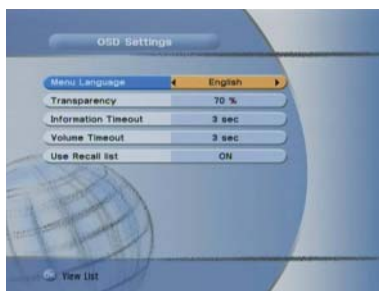 OSD Settings
Menu Language English
Transparency 70 %
Information Timeout 3 sec
Volume Timeout 3 sec
Use Recall list ON
OK View List